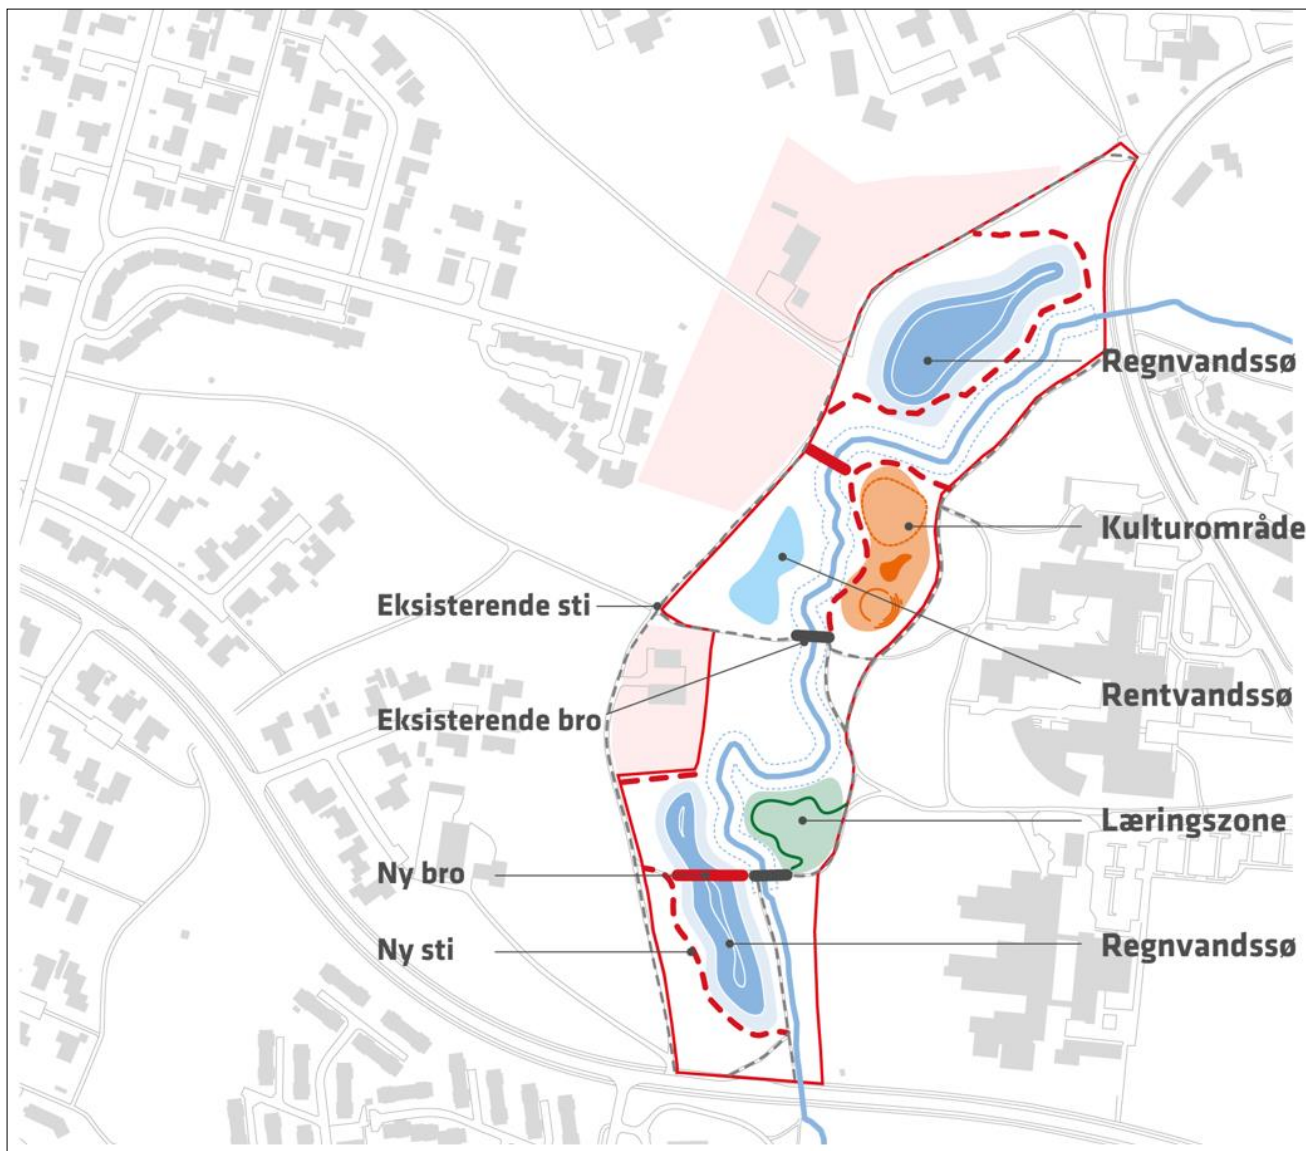 Regnvandssø
Kulturområde
Eksisterende sti
Rentvandssø
Eksisterende bro
Læringszone
Ny bro
Regnvandssø
Ny sti